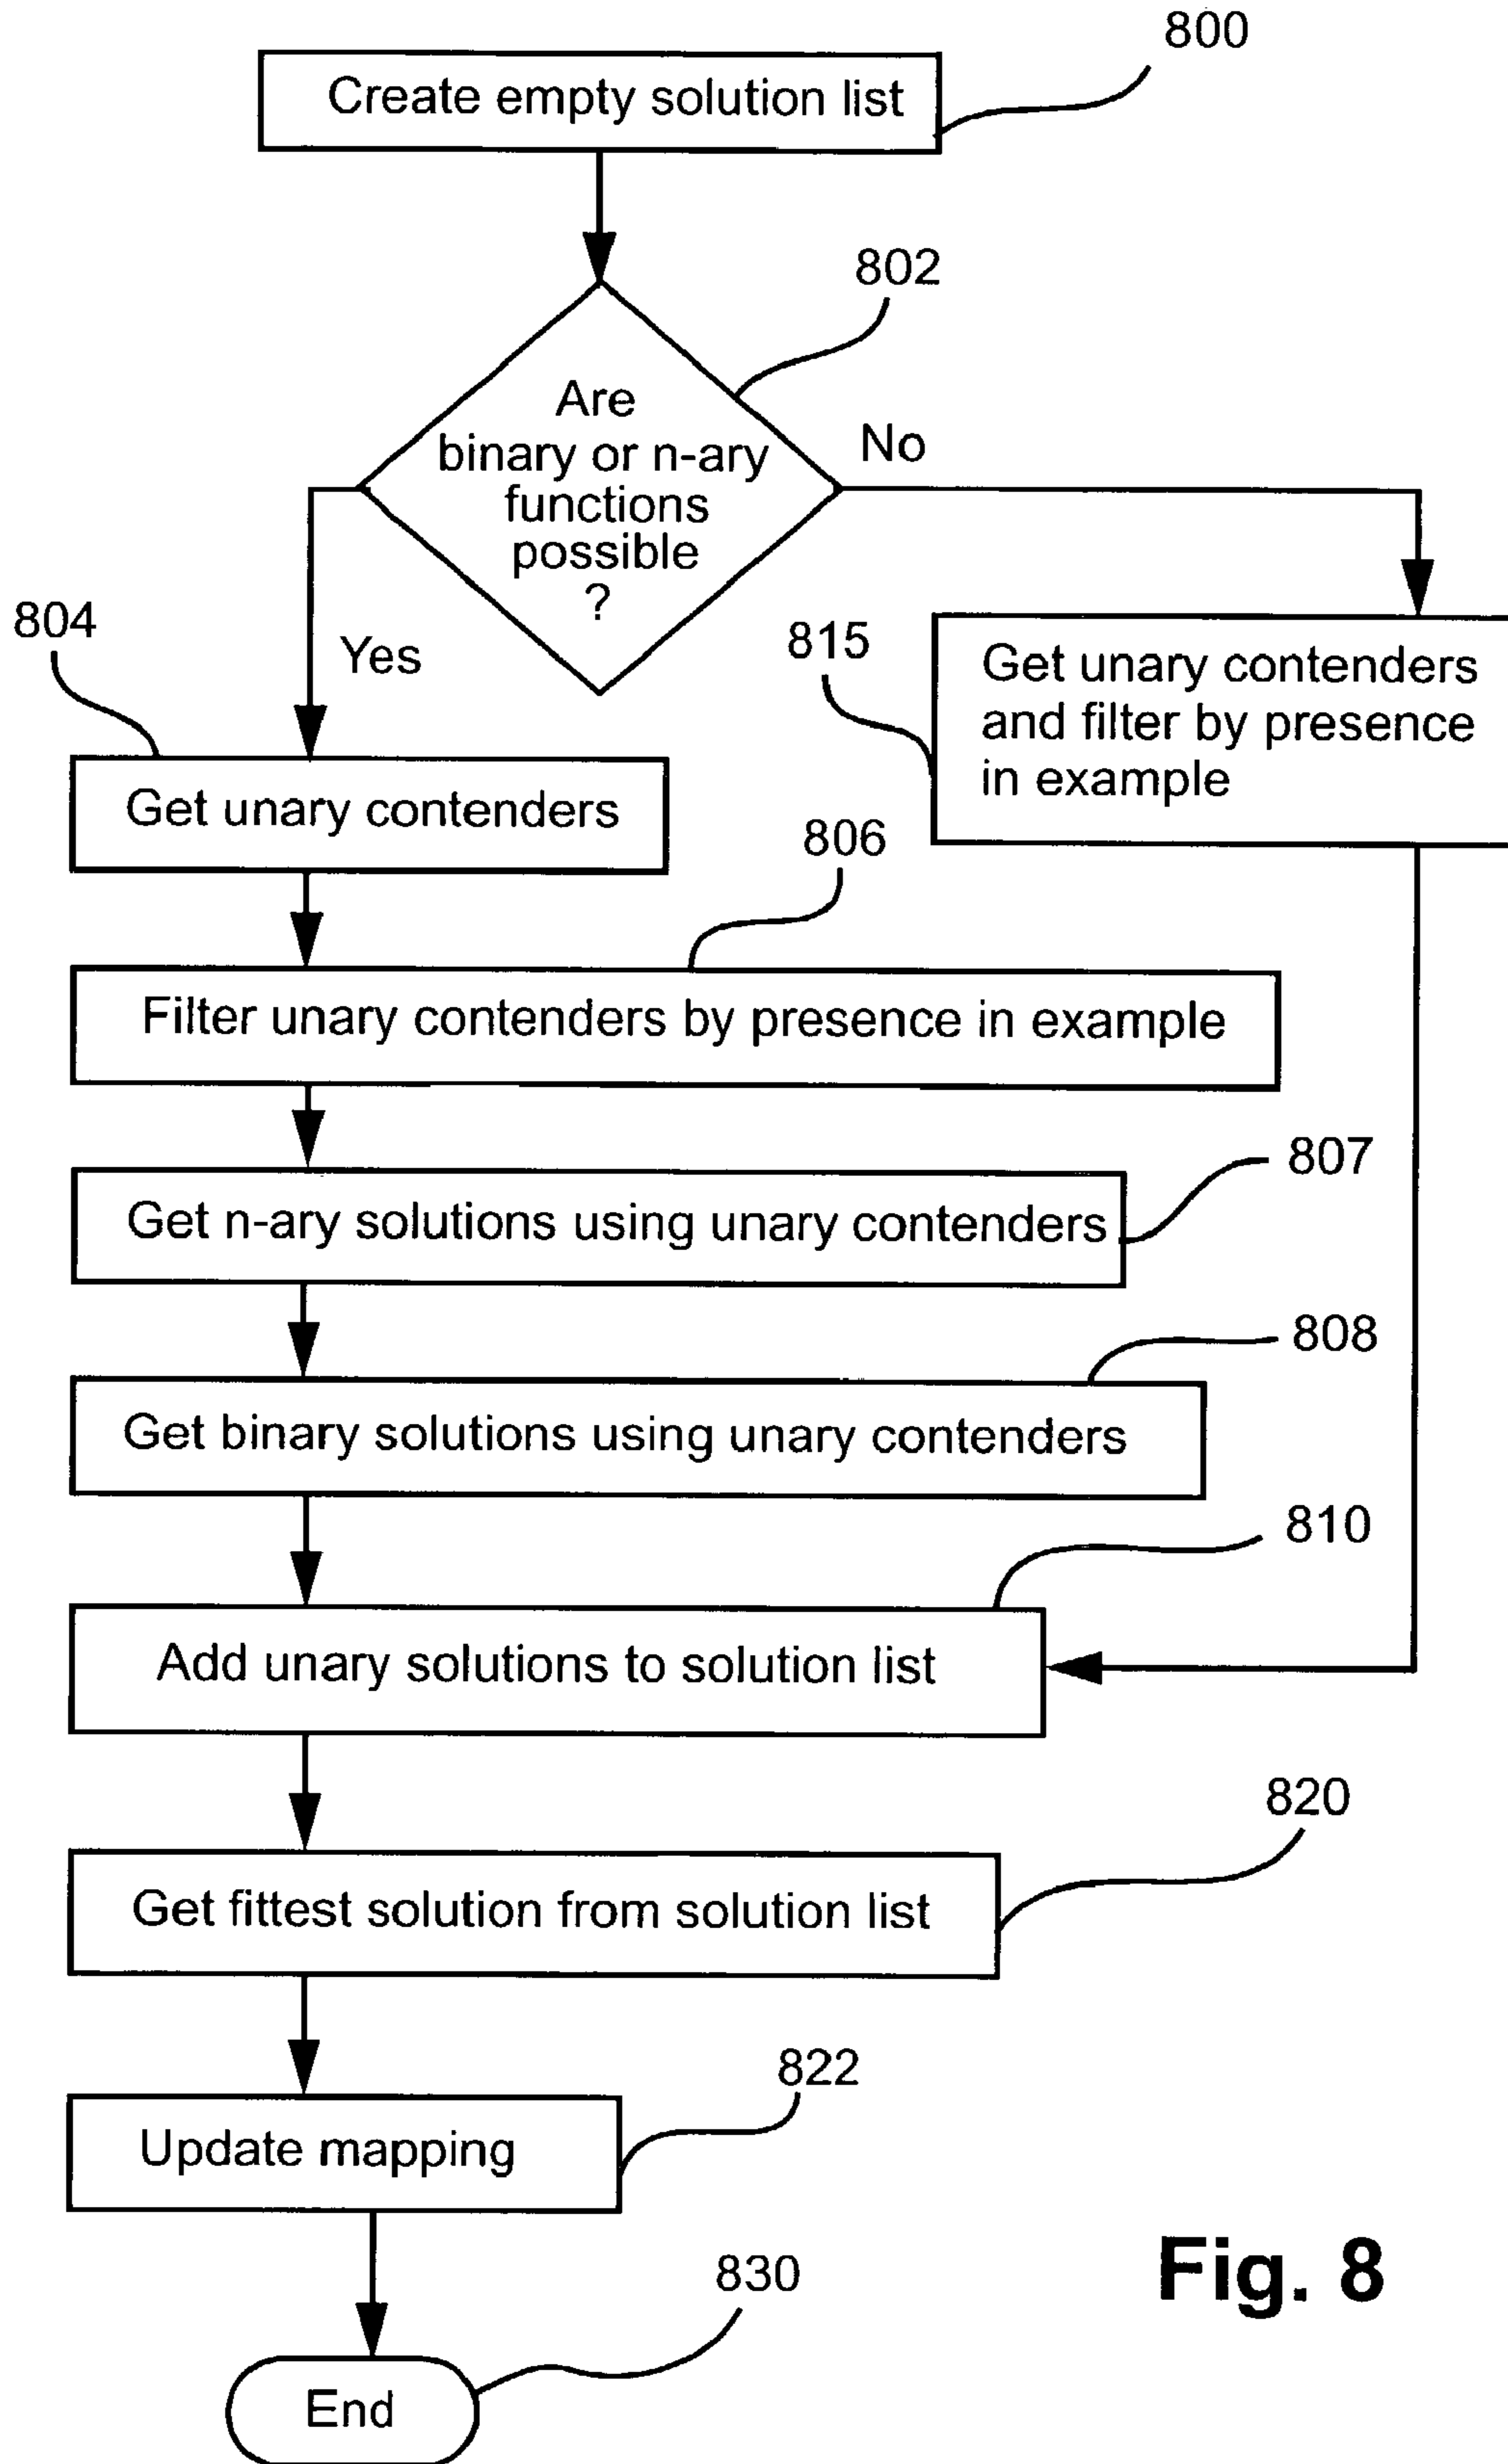 800
Create empty solution list
802
Are
binary or n-ary
functions
possible
?
No
Yes
804
815
Get unary contenders
and filter by presence
in example
Get unary contenders
806
Filter unary contenders by presence in example
807
Get n-ary solutions using unary contenders
808
Get binary solutions using unary contenders
810
Add unary solutions to solution list
820
Get fittest solution from solution list
822
Update mapping
830
End
Fig. 8